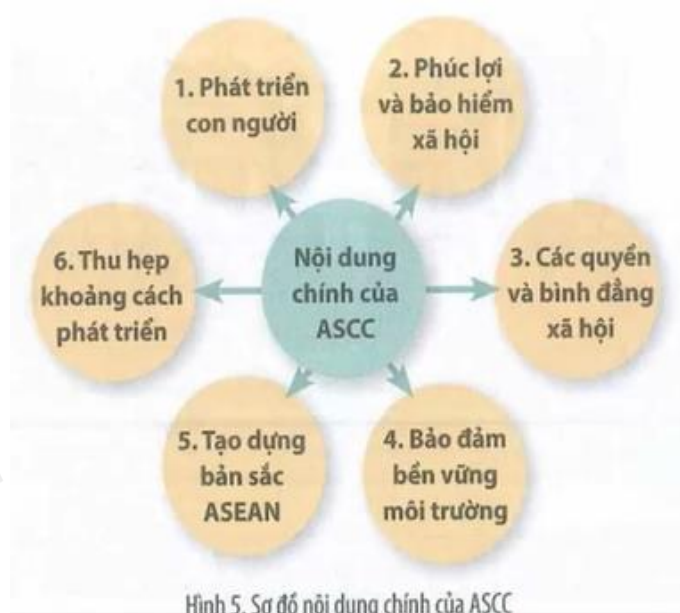 1. Phát triển
con người
2. Phúc lợi
và bảo hiểm
xã hội
3. Các quyền
và bình đẳng
xã hội
4. Bảo đảm
bền vững
môi trường
5. Tạo dựng
bản sắc
ASEAN
6. Thu hẹp
khoảng cách
phát triển
Nội dung
chính của
ASCC
Hình 5. Sơ đồ nội dung chính của ASCC